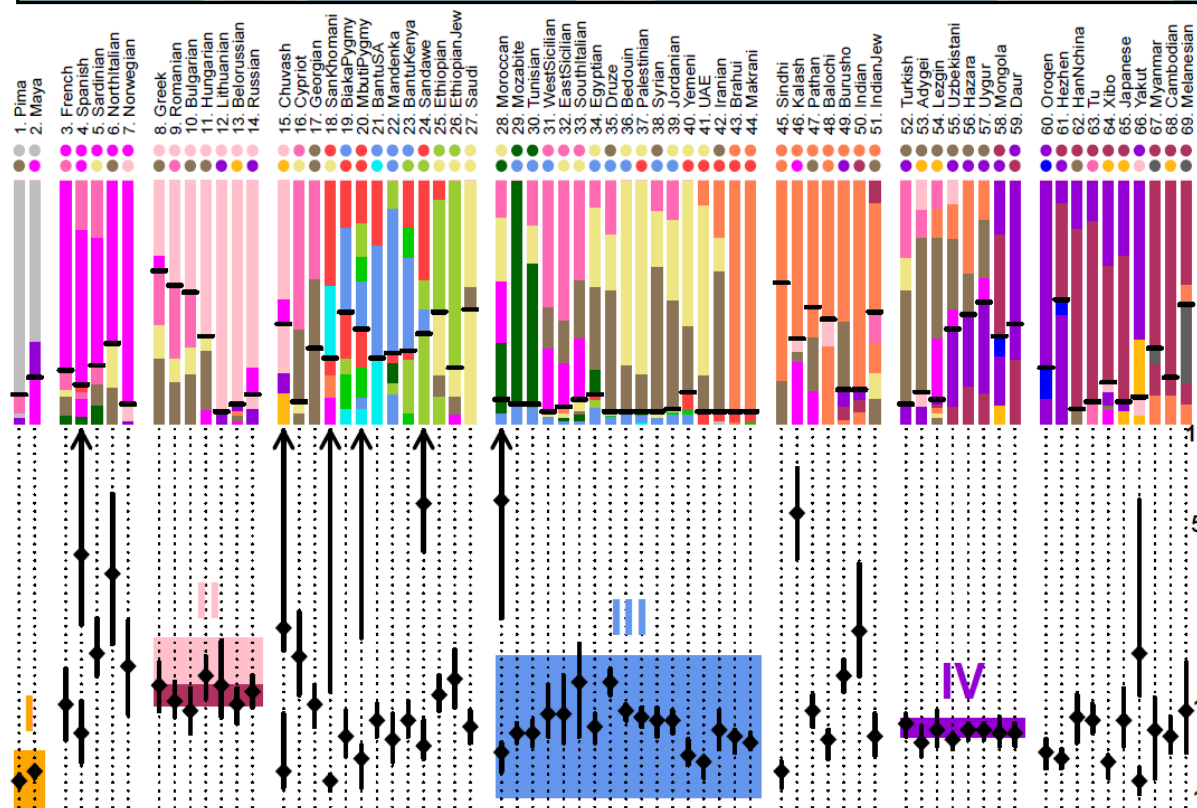 1. Pima
2. Maya
3. French
4. Spanish
5. Sardinian
6. NorthItalian
7. Norwegian
8. Greek
9. Romanian
10. Bulgarian
11. Hungarian
12. Lithuanian
13. Belorussian
14. Russian
15. Chuvash
16. Cypriot
17. Georgian
18. SanKhomani
19. BiakaPygmy
20. MbutiPygmy
21. BantuSA
22. Mandenka
23. BantuKenya
24. Sandawe
25. Ethiopian
26. EthiopianJew
27. Saudi
28. Moroccan
29. Mozabite
30. Tunisian
31. WestSicilian
32. EastSicilian
33. SouthItalian
34. Egyptian
35. Druze
36. Bedouin
37. Palestinian
38. Syrian
39. Jordanian
40. Yemeni
41. UAE
42. Iranian
43. Brahui
44. Makrani
45. Sindhi
46. Kalash
47. Pathan
48. Balochi
49. Burusho
50. Indian
51. IndianJew
52. Turkish
53. Adygei
54. Lezgin
55. Uzbekistani
56. Hazara
57. Uygur
58. Mongola
59. Daur
60. Oroqen
61. Hezhen
62. HanNchina
63. Tu
64. Xibo
65. Japanese
66. Yakut
67. Myanmar
68. Cambodian
69. Melanesian
I
II
III
IV